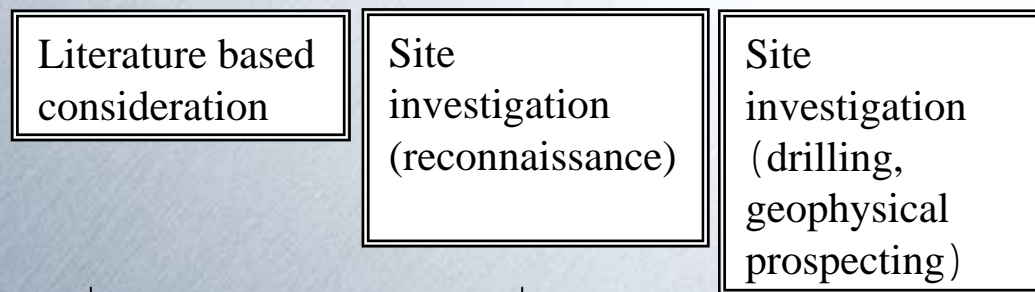 Literature based
consideration
Site
investigation
(reconnaissance)
Site
investigation
(drilling,
geophysical
prospecting)